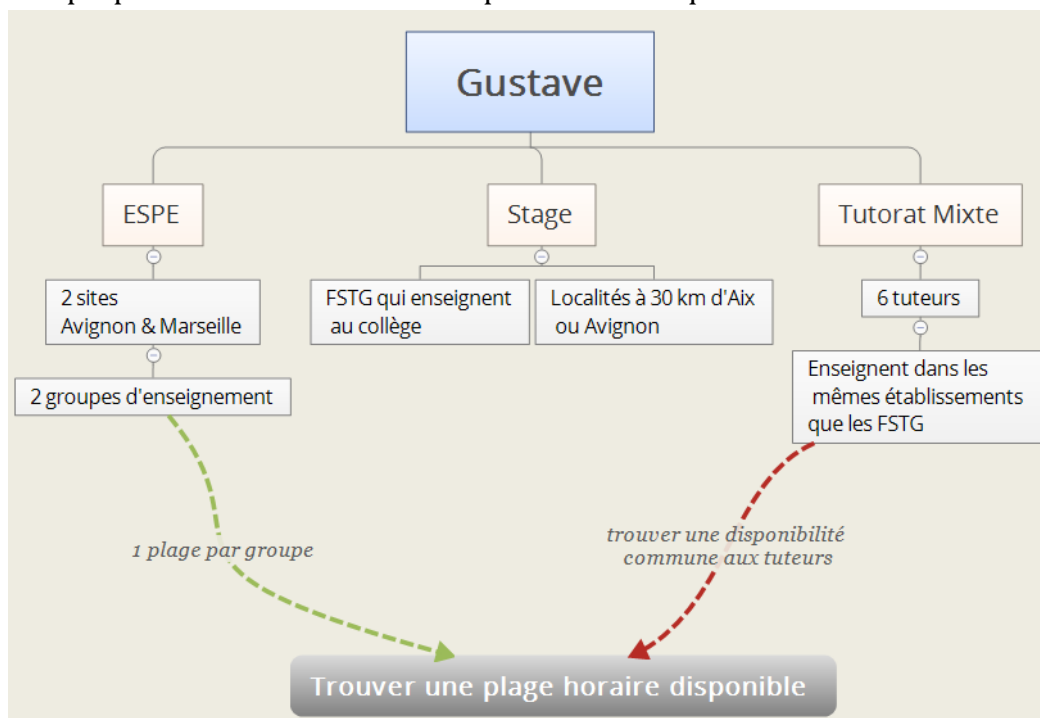 Gustave
ESPE
Stage
Tutorat Mixte
2 sites
Avignon & Marseille
FSTG qui enseignent
au collège
Localités à 30 km d'Aix
ou Avignon
6 tuteurs
2 groupes d'enseignement
Enseignent dans les
mêmes établissements
que les FSTG
1 plage par groupe
trouver une disponibilité
commune aux tuteurs
Trouver une plage horaire disponible